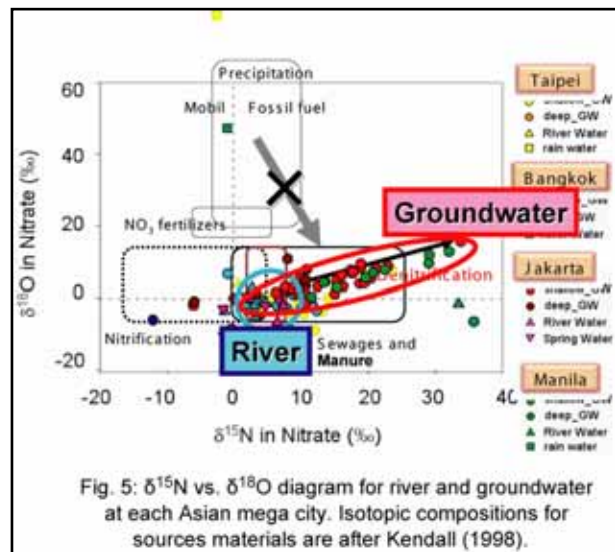 Precipitation
60
Mobil Fossil fuel
40
20
NO3 fertilizers
0
Denitrification
Nitrification
Sewages and
Manure
-20
-20 -10 0 10 20 30 40
δ18O in Nitrate (‰)
δ15N in Nitrate (‰)
Groundwater
River
Taipei
shallow_GW
deep_GW
River Water
rain water
Bangkok
Jakarta
deep_GW
River Water
Spring Water
Manila
deep_GW
River Water
rain water
Fig. 5: δ15N vs. δ18O diagram for river and groundwater
at each Asian mega city. Isotopic compositions for
sources materials are after Kendall (1998).